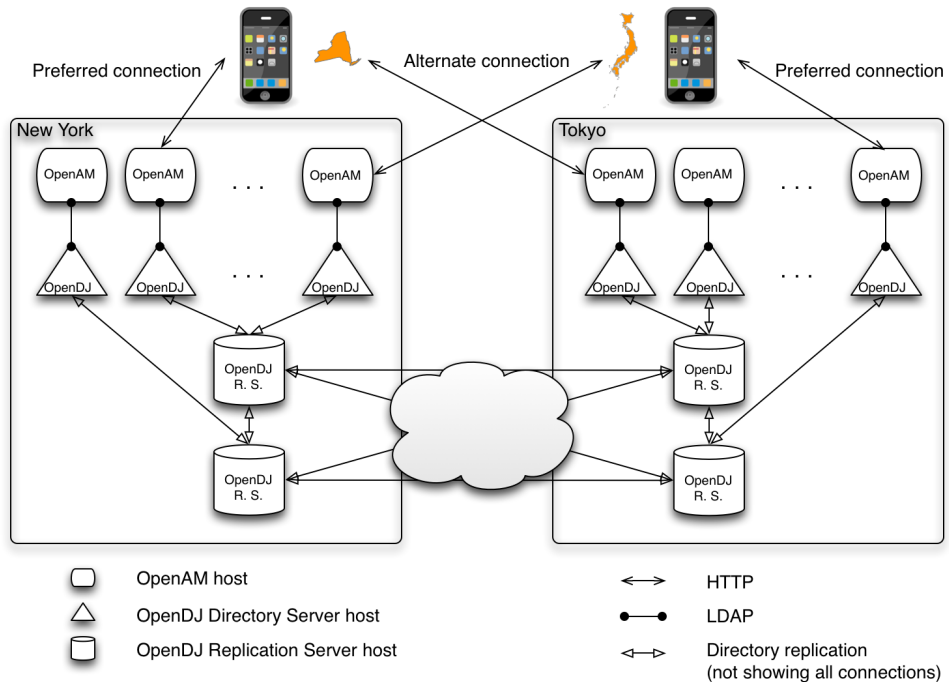 Preferred connection
Alternate connection
Preferred connection
New York
OpenAM
OpenAM
. . .
OpenAM
OpenDJ
OpenDJ
. . .
OpenDJ
OpenDJ
R. S.
OpenDJ
R. S.
Tokyo
OpenAM
OpenAM
. . .
OpenAM
OpenDJ
OpenDJ
. . .
OpenDJ
OpenDJ
R. S.
OpenDJ
R. S.
OpenAM host
OpenDJ Directory Server host
OpenDJ Replication Server host
HTTP
LDAP
Directory replication
(not showing all connections)